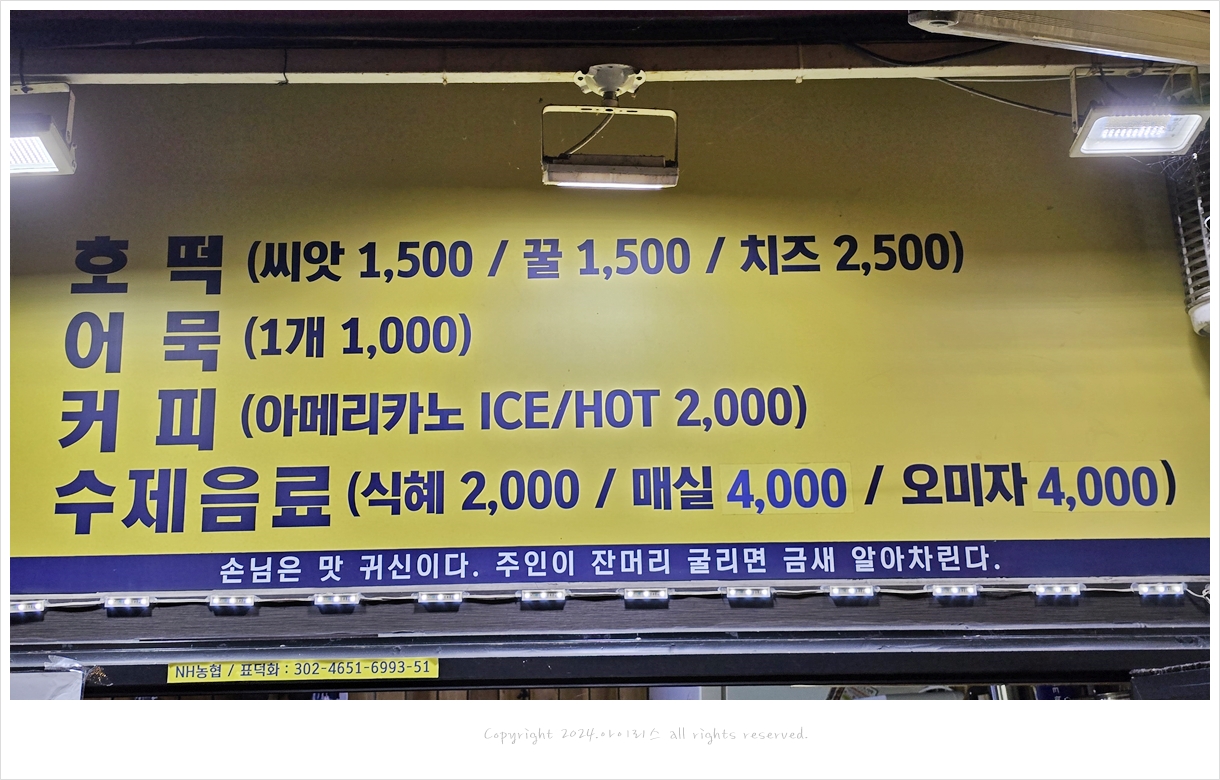 호떡 (씨앗 1,500 / 꿀 1,500 / 치즈 2,500)
어묵 (1개 1,000)
커피 (아메리카노 ICE/HOT 2,000)
수제음료 (식혜 2,000 / 매실 4,000 / 오미자 4,000)
손님은 맛 귀신이다. 주인이 잔머리 굴리면 금새 알아차린다.
NH농협 / 표덕화 : 302-4651-6993-51
Copyright 2024.아이리스 all rights reserved.